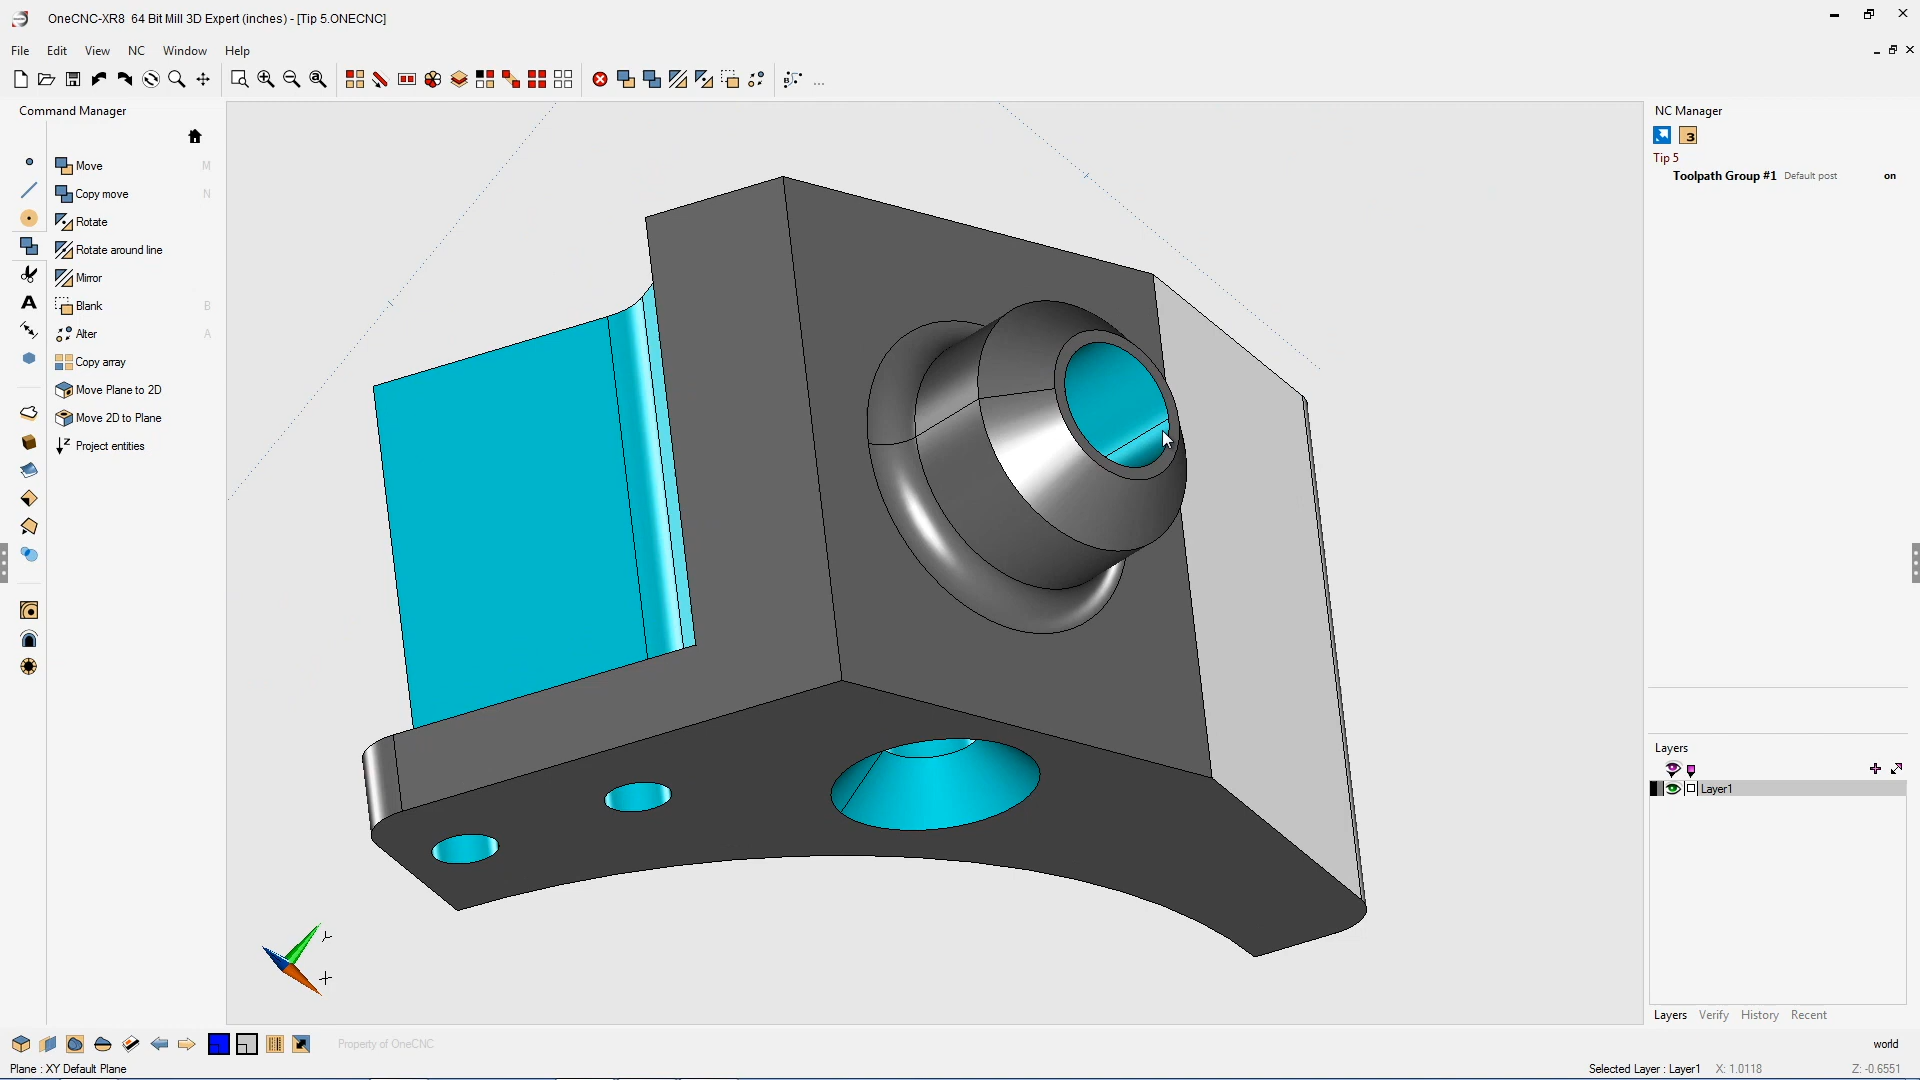 OneCNC-XR8 64 Bit Mill 3D Expert (inches) - [Tip 5.ONECNC]
File Edit View NC Window Help
Command Manager
Move M
Copy move N
Rotate
Rotate around line
Mirror
Blank B
Alter A
Copy array
Move Plane to 2D
Move 2D to Plane
Project entities
NC Manager
3
Tip 5
Toolpath Group #1 Default post on
Layers
Layer1
Layers Verify History Recent
Property of OneCNC
world
Plane : XY Default Plane
Selected Layer : Layer1 X: 1.0118 Z: -0.6551